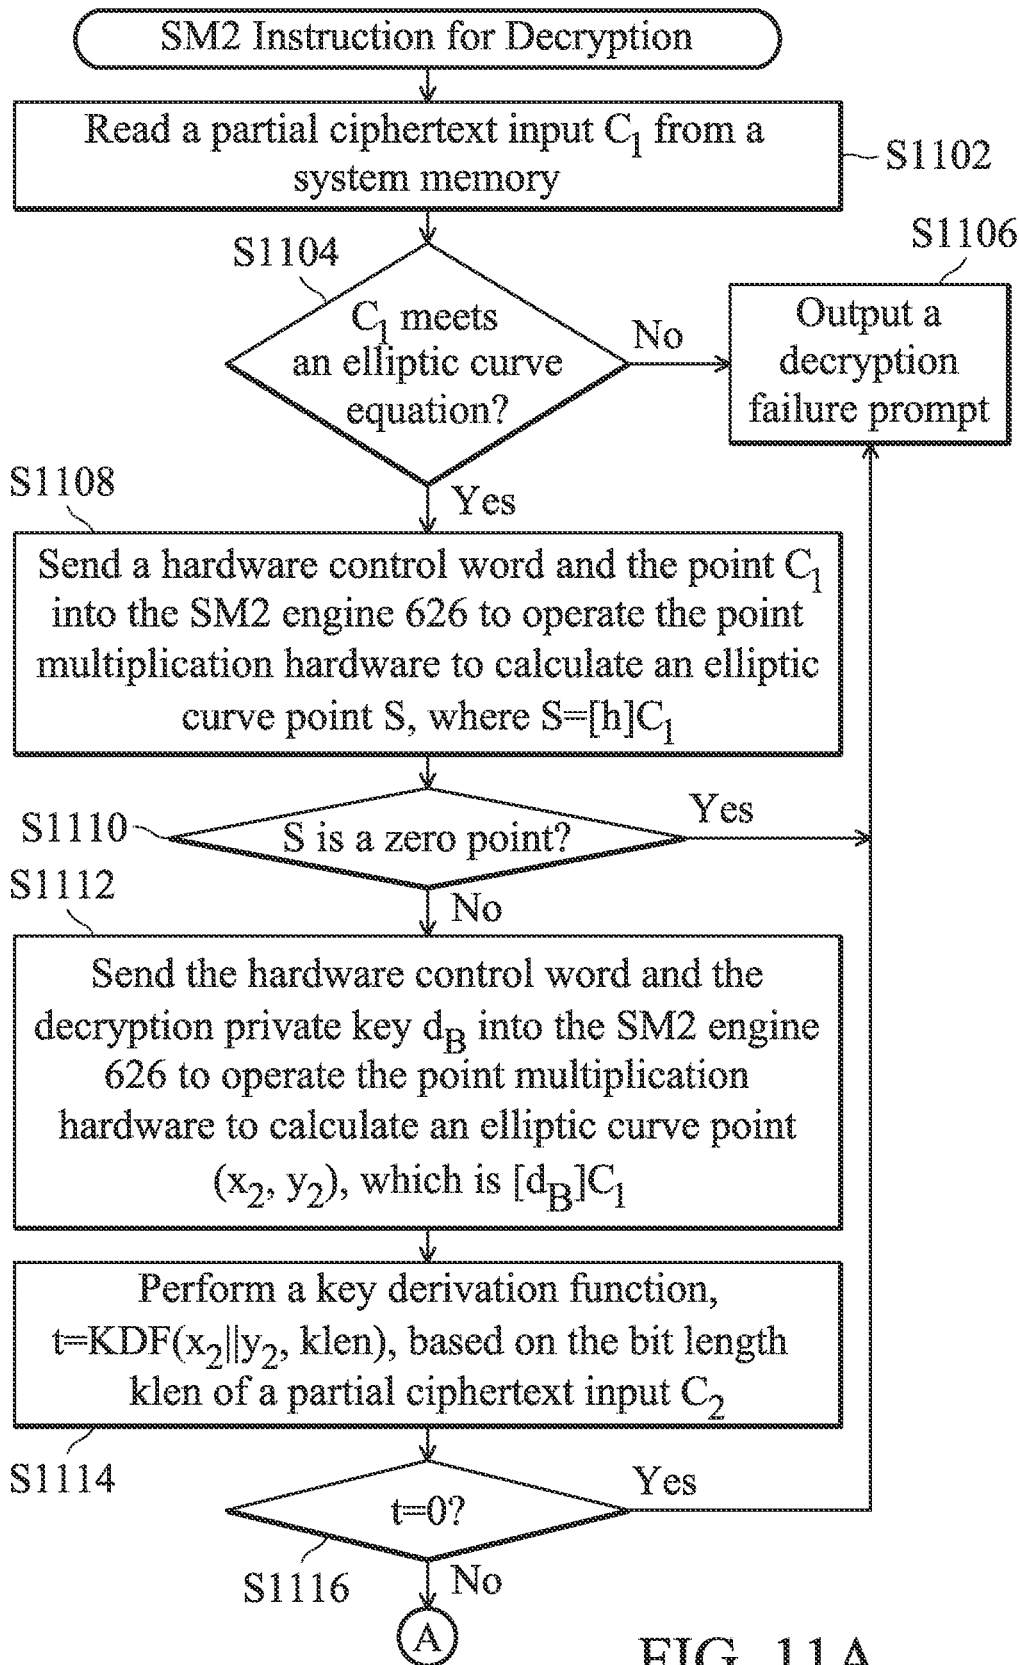 SM2 Instruction for Decryption
Read a partial ciphertext input C₁ from a
system memory
S1102
S1104
S1106
C₁ meets
an elliptic curve
equation?
No
Output a
decryption
failure prompt
S1108
Yes
Send a hardware control word and the point C₁
into the SM2 engine 626 to operate the point
multiplication hardware to calculate an elliptic
curve point S, where S=[h]C₁
S1110
S is a zero point?
Yes
S1112
No
Send the hardware control word and the
decryption private key d_B into the SM2 engine
626 to operate the point multiplication
hardware to calculate an elliptic curve point
(x₂, y₂), which is [d_B]C₁
Perform a key derivation function,
t=KDF(x₂||y₂, klen), based on the bit length
klen of a partial ciphertext input C₂
S1114
t=0?
Yes
S1116
No
A
FIG. 11A